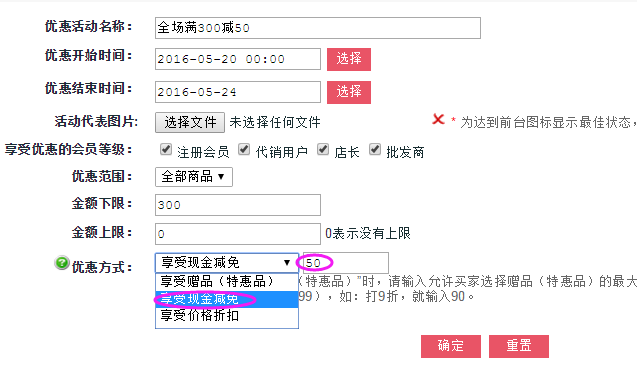 优惠活动名称： 全场满300减50
优惠开始时间： 2016-05-20 00:00 选择
优惠结束时间： 2016-05-24 选择
活动代表图片: 选择文件 未选择任何文件 * 为达到前台图标显示最佳状态，
享受优惠的会员等级： 注册会员 代销用户 店长 批发商
优惠范围： 全部商品
金额下限： 300
金额上限： 0 0表示没有上限
优惠方式： 享受现金减免 50
享受赠品（特惠品） （特惠品）"时，请输入允许买家选择赠品（特惠品）的最大
享受现金减免 99），如：打9折，就输入90。
享受价格折扣
确定 重置